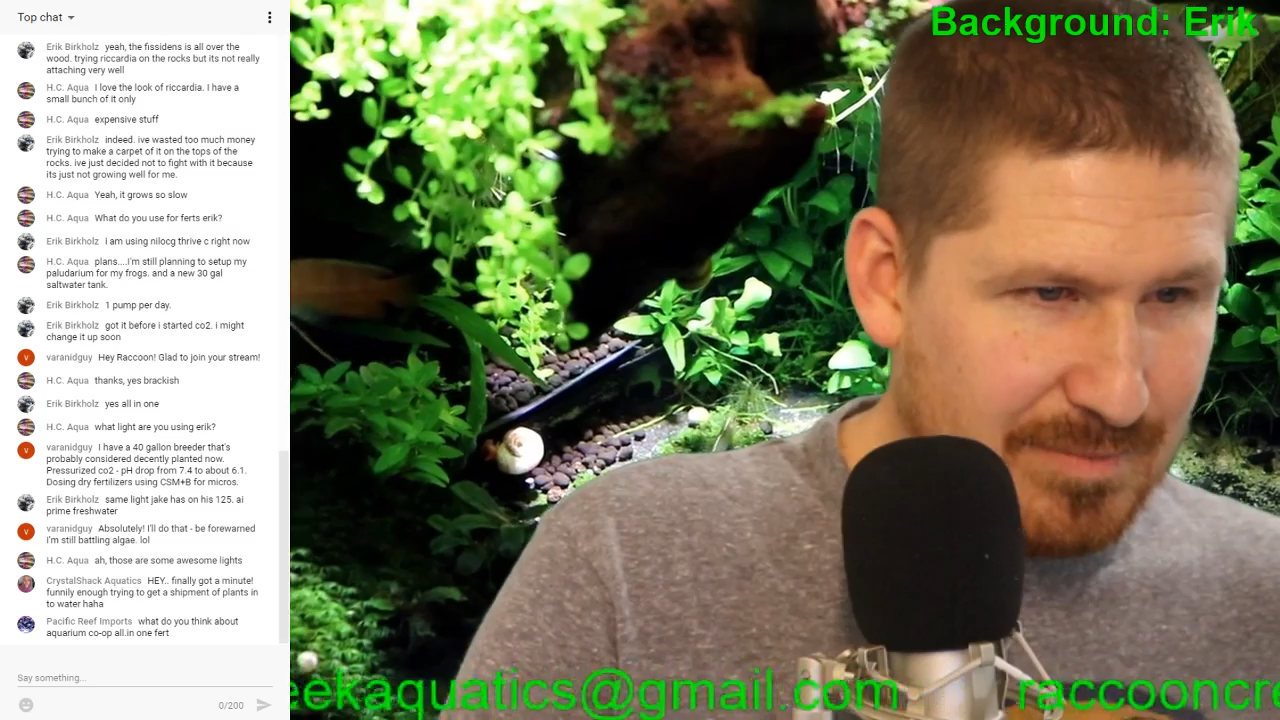 Top chat
Background: Erik
Erik Birkholz yeah, the fissidens is all over the
wood. trying riccardia on the rocks but its not really
attaching very well
H.C. Aqua I love the look of riccardia. I have a
small bunch of it only
H.C. Aqua expensive stuff
Erik Birkholz indeed. ive wasted too much money
trying to make a carpet of it on the tops of the
rocks. ive just decided not to fight with it because
its just not growing well for me.
H.C. Aqua Yeah, it grows so slow
H.C. Aqua What do you use for ferts erik?
Erik Birkholz i am using nilocg thrive c right now
H.C. Aqua plans....I'm still planning to setup my
paludarium for my frogs. and a new 30 gal
saltwater tank.
Erik Birkholz 1 pump per day.
Erik Birkholz got it before i started co2. i might
change it up soon
V
varanidguy Hey Raccoon! Glad to join your stream!
H.C. Aqua thanks, yes brackish
Erik Birkholz yes all in one
H.C. Aqua what light are you using erik?
V
varanidguy I have a 40 gallon breeder that's
probably considered decently planted now.
Pressurized co2 - pH drop from 7.4 to about 6.1.
Dosing dry fertilizers using CSM+B for micros.
Erik Birkholz same light jake has on his 125. ai
prime freshwater
V
varanidguy Absolutely! I'll do that - be forewarned
I'm still battling algae. lol
H.C. Aqua ah, those are some awesome lights
CrystalShack Aquatics HEY.. finally got a minute!
funnily enough trying to get a shipment of plants in
to water haha
Pacific Reef Imports what do you think about
aquarium co-op all.in one fert
Say something...
0/200
eekaquatics@gmail.com raccooncre